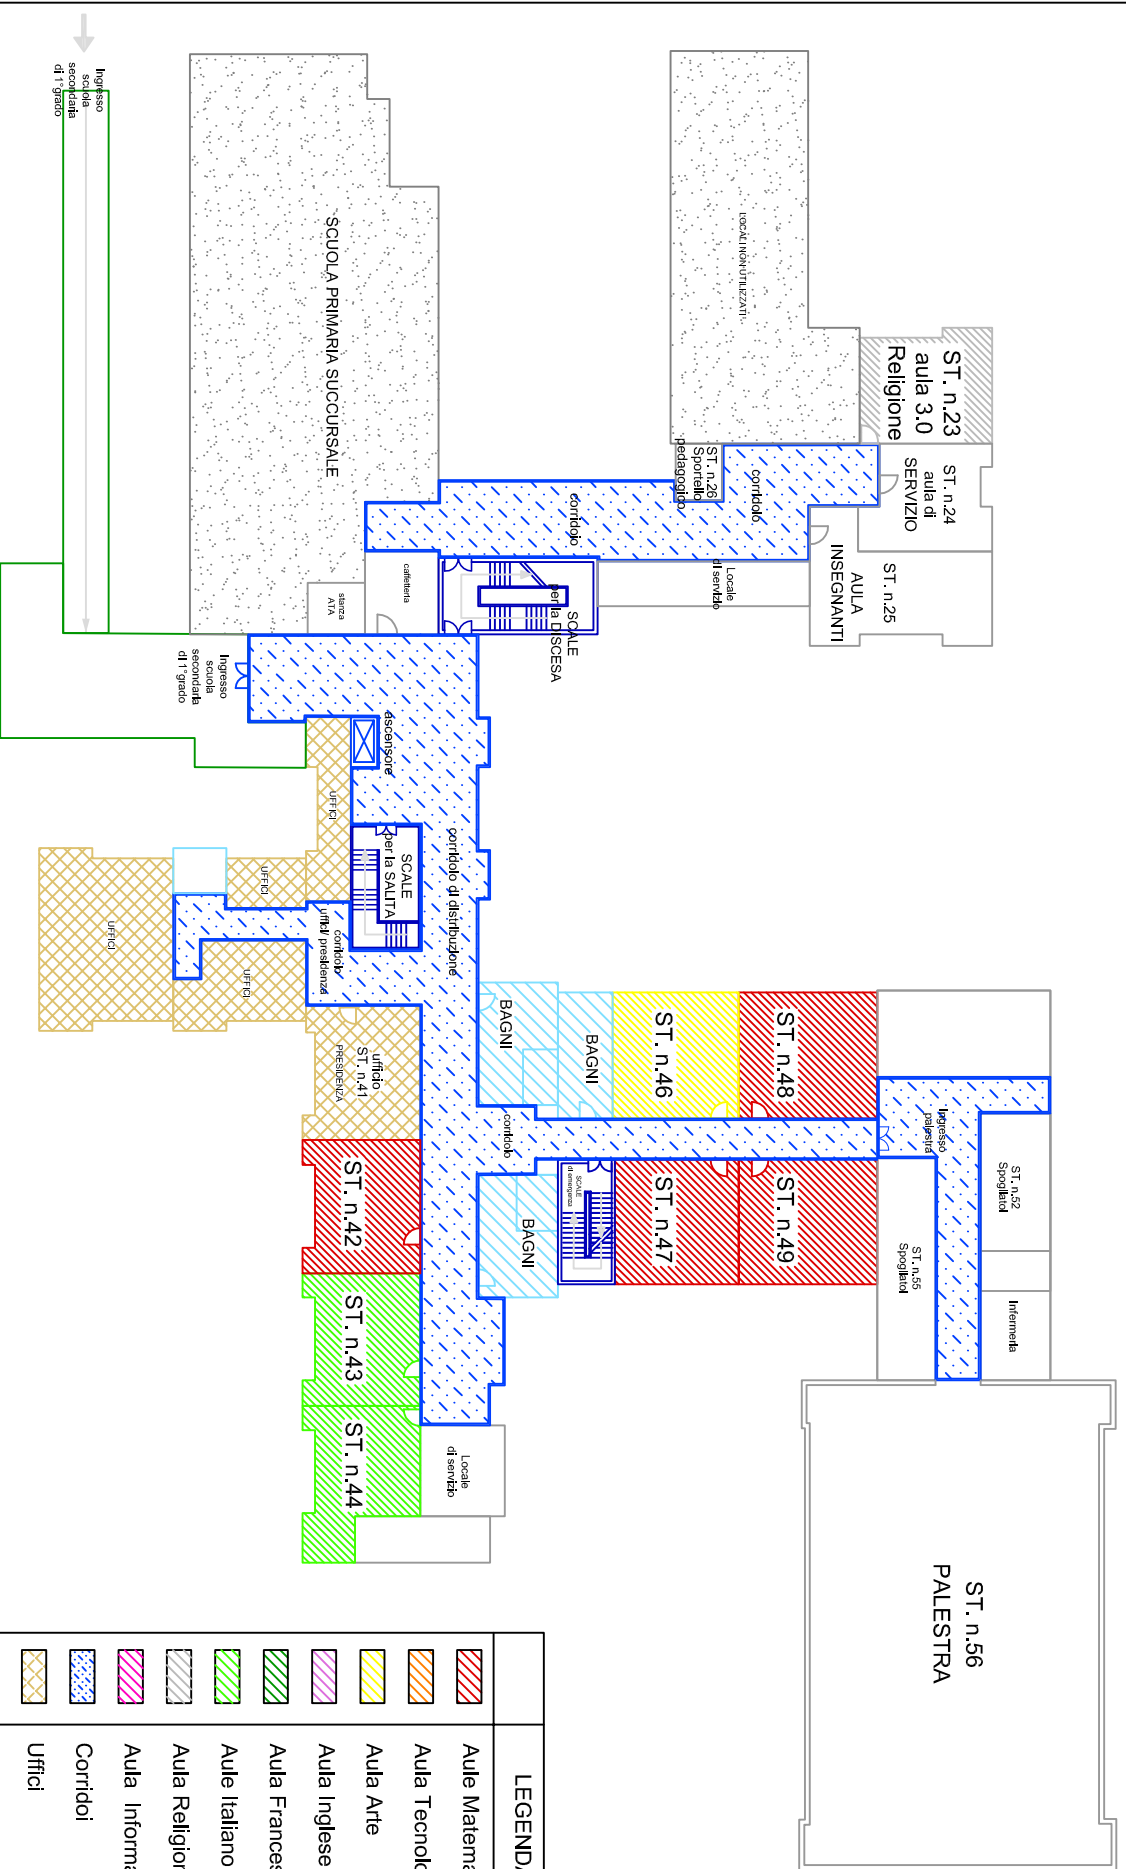 Ingresso
scuola
secondaria
di 1°grado
SCUOLA PRIMARIA SUCCURSALE
LOCALI NON UTILIZZATI
ST. n.23
aula 3.0
Religione
ST. n.24
aula di
SERVIZIO
ST. n.25
AULA
INSEGNANTI
ST. n.26
Sportello
pedagogico
corridoio
corridoio
Locale
di servizio
caffetteria
stanza
ATA
SCALE
per la DISCESA
Ingresso
scuola
secondaria
di 1°grado
ascensore
UFFICI
SCALE
per la SALITA
corridoio di distribuzione
UFFICI
UFFICI
UFFICI
corridoio
uffici/ presidenza
ufficio
ST. n.41
PRESIDENZA
BAGNI
BAGNI
ST. n.46
ST. n.48
corridoio
Ingresso
palestra
ST. n.52
Spogliatoi
ST. n.55
Spogliatoi
Infermeria
BAGNI
SCALE
di emergenza
ST. n.47
ST. n.49
ST. n.42
ST. n.43
ST. n.44
Locale
di servizio
ST. n.56
PALESTRA
LEGENDA
Aule Matema
Aula Tecnolo
Aula Arte
Aula Inglese
Aula Frances
Aule Italiano
Aula Religion
Aula Informa
Corridoi
Uffici